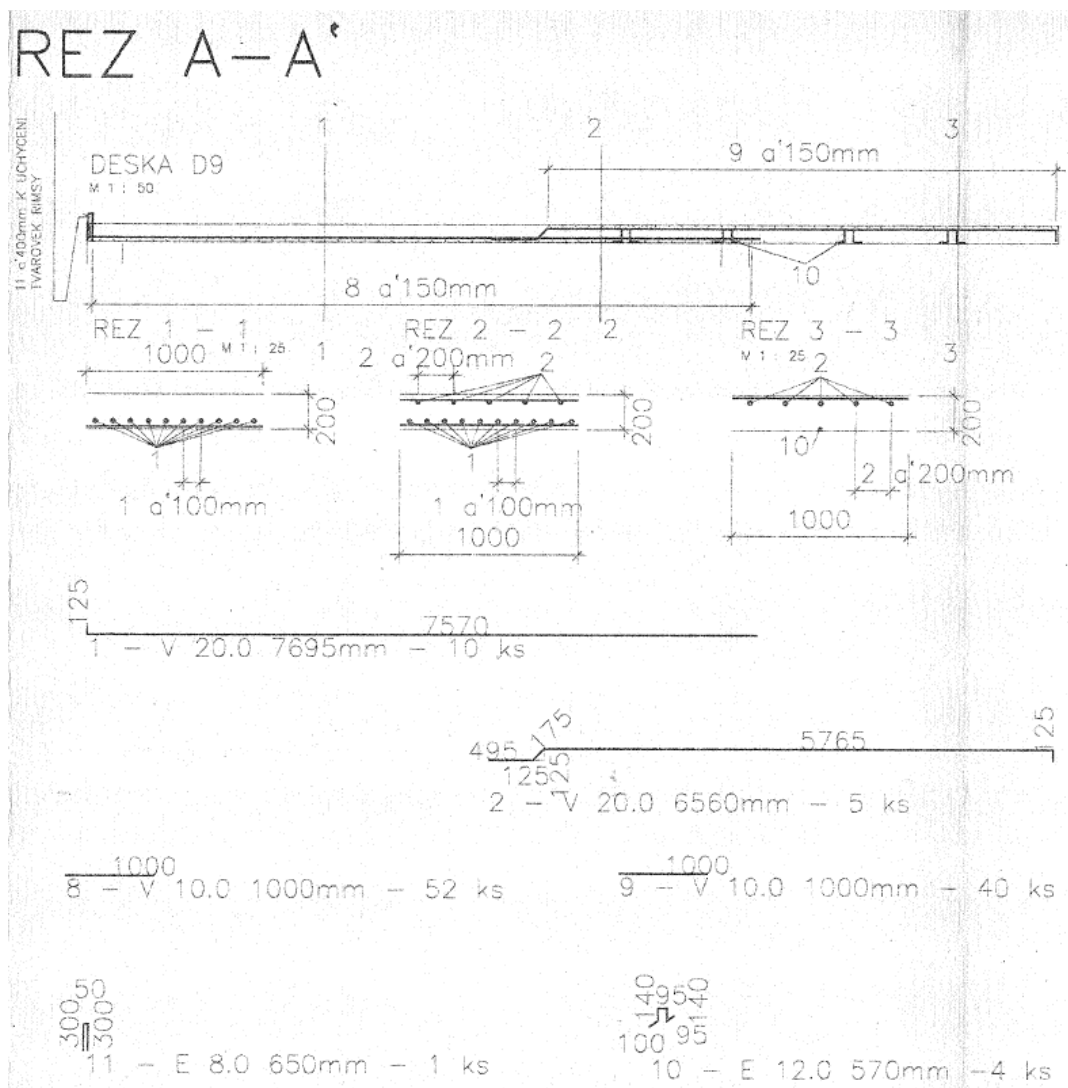 REZ A-A'
11 a'400mm K UCHYCENI
TVAROVEK RIMSY
DESKA D9
M 1 : 50
1
2
3
9 a'150mm
10
8 a'150mm
REZ 1 - 1
M 1 : 25
1
REZ 2 - 2
2
REZ 3 - 3
M 1 : 25
3
1000
2 a'200mm
2
2
200
200
200
1
1
10
1 a'100mm
1 a'100mm
2 a'200mm
1000
1000
125
7570
1 - V 20.0 7695mm - 10 ks
495
175
5765
125
125
125
2 - V 20.0 6560mm - 5 ks
1000
8 - V 10.0 1000mm - 52 ks
1000
9 - V 10.0 1000mm - 40 ks
50
300
300
11 - E 8.0 650mm - 1 ks
140
95
140
100
95
10 - E 12.0 570mm -4 ks